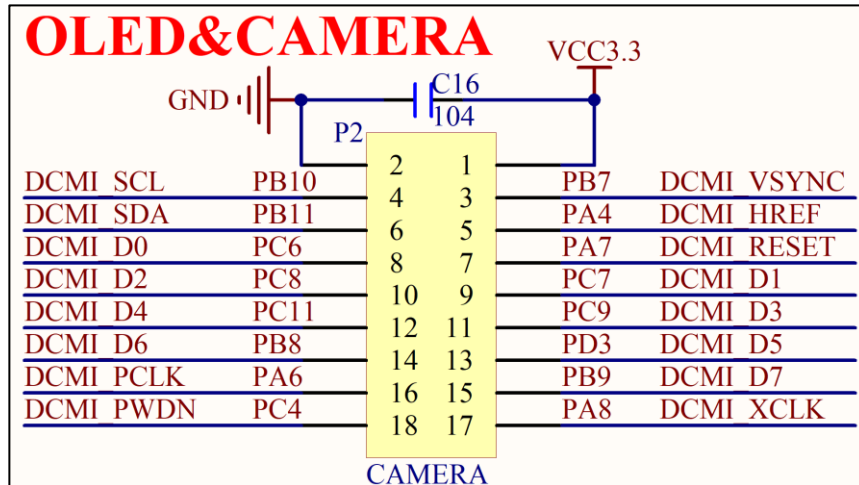 OLED&CAMERA
VCC3.3
GND C16
104
P2
2 1
DCMI_SCL PB10 4 3 PB7 DCMI_VSYNC
DCMI_SDA PB11 6 5 PA4 DCMI_HREF
DCMI_D0 PC6 8 7 PA7 DCMI_RESET
DCMI_D2 PC8 10 9 PC7 DCMI_D1
DCMI_D4 PC11 12 11 PC9 DCMI_D3
DCMI_D6 PB8 14 13 PD3 DCMI_D5
DCMI_PCLK PA6 16 15 PB9 DCMI_D7
DCMI_PWDN PC4 18 17 PA8 DCMI_XCLK
CAMERA